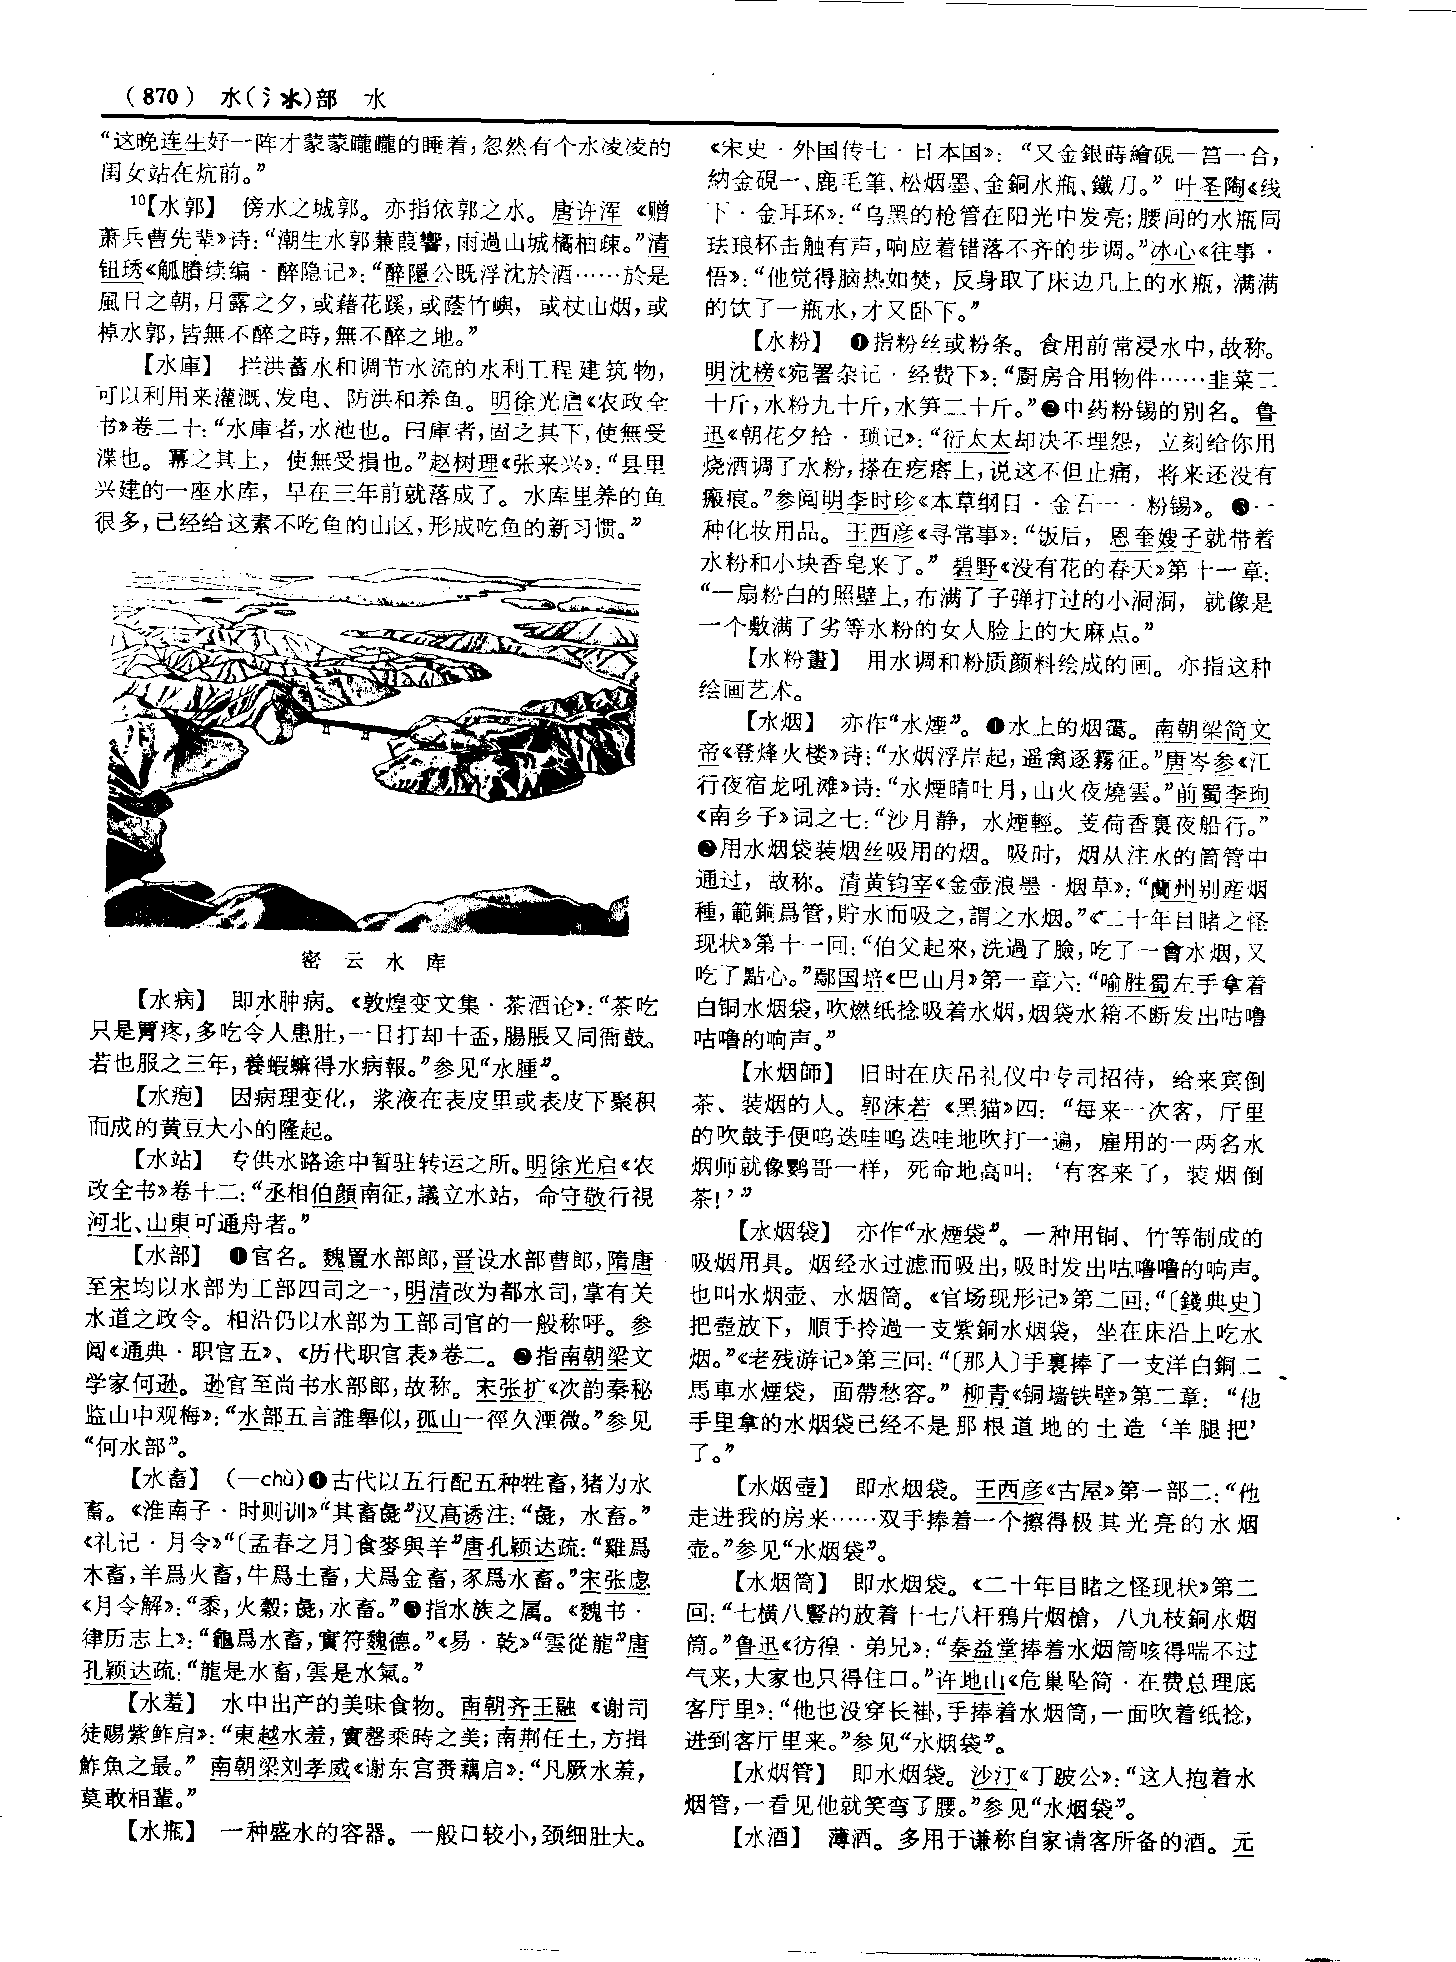 (870) 水(氵氺)部 水
“这晚连生好一阵才蒙蒙曨曨的睡着,忽然有个水凌凌的
闺女站在炕前。”
10【水郭】 傍水之城郭。亦指依郭之水。唐许浑《赠
萧兵曹先辈》诗:“潮生水郭蒹葭響,雨過山城橘柚疎。”清
钮琇《觚賸续编·醉隐记》:“醉隱公既浮沈於酒……於是
風日之朝,月露之夕,或藉花蹊,或蔭竹嶼,或杖山烟,或
棹水郭,皆無不醉之時,無不醉之地。”
【水庫】 拦洪蓄水和调节水流的水利工程建筑物,
可以利用来灌溉、发电、防洪和养鱼。明徐光启《农政全
书》卷二十:“水庫者,水池也。曰庫者,固之其下,使無受
渫也。幂之其上,使無受損也。”赵树理《张来兴》:“县里
兴建的一座水库,早在三年前就落成了。水库里养的鱼
很多,已经给这素不吃鱼的山区,形成吃鱼的新习惯。”
密云水库
【水病】 即水肿病。《敦煌变文集·茶酒论》:“茶吃
只是胃疼,多吃令人患肚,一日打却十盃,腸脹又同衙鼓。
若也服之三年,養蝦蟆得水病報。”参见“水腫”。
【水疱】 因病理变化,浆液在表皮里或表皮下聚积
而成的黄豆大小的隆起。
【水站】 专供水路途中暂驻转运之所。明徐光启《农
政全书》卷十二:“丞相伯顔南征,議立水站,命守敬行視
河北、山東可通舟者。”
【水部】 ❶官名。魏置水部郎,晋设水部曹郎,隋唐
至宋均以水部为工部四司之一,明清改为都水司,掌有关
水道之政令。相沿仍以水部为工部司官的一般称呼。参
阅《通典·职官五》、《历代职官表》卷二。❷指南朝梁文
学家何逊。逊官至尚书水部郎,故称。宋张扩《次韵秦秘
监山中观梅》:“水部五言誰舉似,孤山一徑久湮微。”参见
“何水部”。
【水畜】 (—chù)❶古代以五行配五种牲畜,猪为水
畜。《淮南子·时则训》“其畜彘”汉高诱注:“彘,水畜。”
《礼记·月令》“〔孟春之月〕食麥與羊”唐孔颖达疏:“雞爲
木畜,羊爲火畜,牛爲土畜,犬爲金畜,豕爲水畜。”宋张虙
《月令解》:“黍,火穀;彘,水畜。”❷指水族之属。《魏书·
律历志上》:“龜爲水畜,實符魏德。”《易·乾》“雲從龍”唐
孔颖达疏:“龍是水畜,雲是水氣。”
【水羞】 水中出产的美味食物。南朝齐王融《谢司
徒赐紫鲊启》:“東越水羞,實罄乘時之美;南荆任土,方揖
鮓魚之最。”南朝梁刘孝威《谢东宫赉藕启》:“凡厥水羞,
莫敢相輩。”
【水瓶】 一种盛水的容器。一般口较小,颈细肚大。
《宋史·外国传七·日本国》:“又金銀蒔繪硯一筥一合,
納金硯一、鹿毛筆、松烟墨、金銅水瓶、鐵刀。”叶圣陶《线
下·金耳环》:“乌黑的枪管在阳光中发亮;腰间的水瓶同
珐琅杯击触有声,响应着错落不齐的步调。”冰心《往事·
悟》:“他觉得脑热如焚,反身取了床边几上的水瓶,满满
的饮了一瓶水,才又卧下。”
【水粉】 ❶指粉丝或粉条。食用前常浸水中,故称。
明沈榜《宛署杂记·经费下》:“厨房合用物件……韭菜二
十斤,水粉九十斤,水笋二十斤。”❷中药粉锡的别名。鲁
迅《朝花夕拾·琐记》:“衍太太却决不埋怨,立刻给你用
烧酒调了水粉,搽在疙瘩上,说这不但止痛,将来还没有
瘢痕。”参阅明李时珍《本草纲目·金石一·粉锡》。❸一
种化妆用品。王西彦《寻常事》:“饭后,恩奎嫂子就带着
水粉和小块香皂来了。”碧野《没有花的春天》第十一章:
“一扇粉白的照壁上,布满了子弹打过的小洞洞,就像是
一个敷满了劣等水粉的女人脸上的大麻点。”
【水粉畫】 用水调和粉质颜料绘成的画。亦指这种
绘画艺术。
【水烟】 亦作“水煙”。❶水上的烟霭。南朝梁简文
帝《登烽火楼》诗:“水烟浮岸起,遥禽逐霧征。”唐岑参《江
行夜宿龙吼滩》诗:“水煙晴吐月,山火夜燒雲。”前蜀李珣
《南乡子》词之七:“沙月静,水煙輕。芰荷香裏夜船行。”
❷用水烟袋装烟丝吸用的烟。吸时,烟从注水的筒管中
通过,故称。清黄钧宰《金壶浪墨·烟草》:“蘭州别産烟
種,範銅爲管,貯水而吸之,謂之水烟。”《二十年目睹之怪
现状》第十一回:“伯父起來,洗過了臉,吃了一會水烟,又
吃了點心。”鄢国培《巴山月》第一章六:“喻胜蜀左手拿着
白铜水烟袋,吹燃纸捻吸着水烟,烟袋水箱不断发出咕噜
咕噜的响声。”
【水烟師】 旧时在庆吊礼仪中专司招待,给来宾倒
茶、装烟的人。郭沫若《黑猫》四:“每来一次客,厅里
的吹鼓手便呜迭哇呜迭哇地吹打一遍,雇用的一两名水
烟师就像鹦哥一样,死命地高叫:‘有客来了,装烟倒
茶!’”
【水烟袋】 亦作“水煙袋”。一种用铜、竹等制成的
吸烟用具。烟经水过滤而吸出,吸时发出咕噜噜的响声。
也叫水烟壶、水烟筒。《官场现形记》第二回:“〔錢典史〕
把壺放下,順手拎過一支紫銅水烟袋,坐在床沿上吃水
烟。”《老残游记》第三回:“〔那人〕手裏捧了一支洋白銅二
馬車水煙袋,面帶愁容。”柳青《铜墙铁壁》第二章:“他
手里拿的水烟袋已经不是那根道地的土造‘羊腿把’
了。”
【水烟壺】 即水烟袋。王西彦《古屋》第一部二:“他
走进我的房来……双手捧着一个擦得极其光亮的水烟
壶。”参见“水烟袋”。
【水烟筒】 即水烟袋。《二十年目睹之怪现状》第二
回:“七橫八豎的放着十七八杆鴉片烟槍,八九枝銅水烟
筒。”鲁迅《彷徨·弟兄》:“秦益堂捧着水烟筒咳得喘不过
气来,大家也只得住口。”许地山《危巢坠简·在费总理底
客厅里》:“他也没穿长褂,手捧着水烟筒,一面吹着纸捻,
进到客厅里来。”参见“水烟袋”。
【水烟管】 即水烟袋。沙汀《丁跛公》:“这人抱着水
烟管,一看见他就笑弯了腰。”参见“水烟袋”。
【水酒】 薄酒。多用于谦称自家请客所备的酒。元